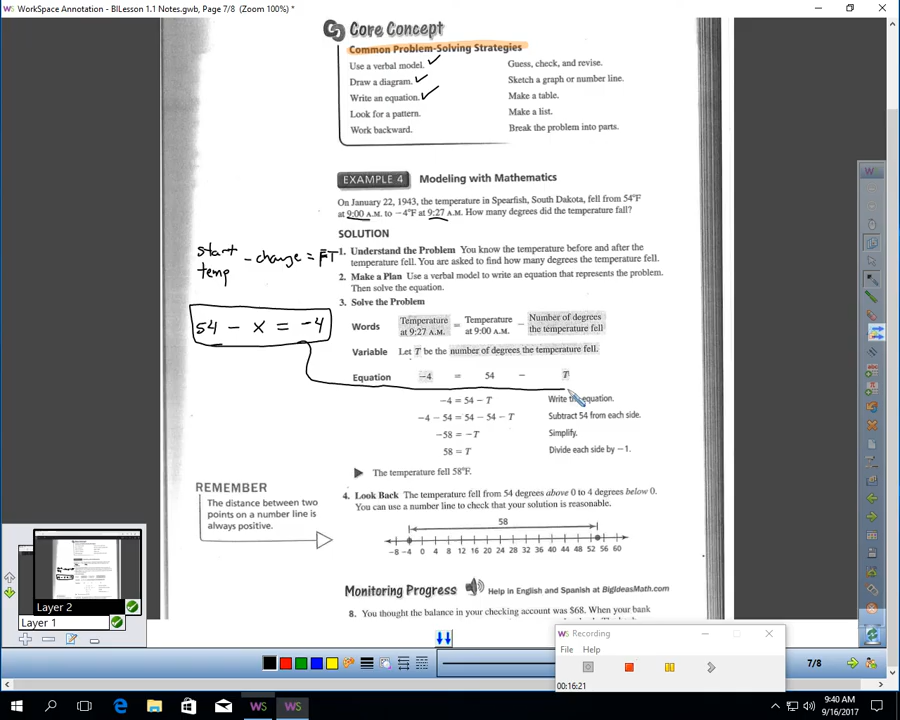 WorkSpace Annotation - BILesson 1.1 Notes.gwb, Page 7/8 (Zoom 100%) *
Core Concept
Common Problem-Solving Strategies
Use a verbal model.
Draw a diagram.
Write an equation.
Look for a pattern.
Work backward.
Guess, check, and revise.
Sketch a graph or number line.
Make a table.
Make a list.
Break the problem into parts.
EXAMPLE 4 Modeling with Mathematics
On January 22, 1943, the temperature in Spearfish, South Dakota, fell from 54°F
at 9:00 A.M. to −4°F at 9:27 A.M. How many degrees did the temperature fall?
SOLUTION
start
temp
- change = FT
54 - x = -4
1. Understand the Problem You know the temperature before and after the
temperature fell. You are asked to find how many degrees the temperature fell.
2. Make a Plan Use a verbal model to write an equation that represents the problem.
Then solve the equation.
3. Solve the Problem
Words Temperature at 9:27 A.M. = Temperature at 9:00 A.M. − Number of degrees the temperature fell
Variable Let T be the number of degrees the temperature fell.
Equation −4 = 54 − T
−4 = 54 − T Write the equation.
−4 − 54 = 54 − 54 − T Subtract 54 from each side.
−58 = −T Simplify.
58 = T Divide each side by −1.
The temperature fell 58°F.
REMEMBER
The distance between two
points on a number line is
always positive.
4. Look Back The temperature fell from 54 degrees above 0 to 4 degrees below 0.
You can use a number line to check that your solution is reasonable.
58
−8 −4 0 4 8 12 16 20 24 28 32 36 40 44 48 52 56 60
Monitoring Progress Help in English and Spanish at BigIdeasMath.com
8. You thought the balance in your checking account was $68. When your bank
Layer 2
Layer 1
WS Recording
File Help
00:16:21
7/8
WS WS
9:40 AM
9/16/2017